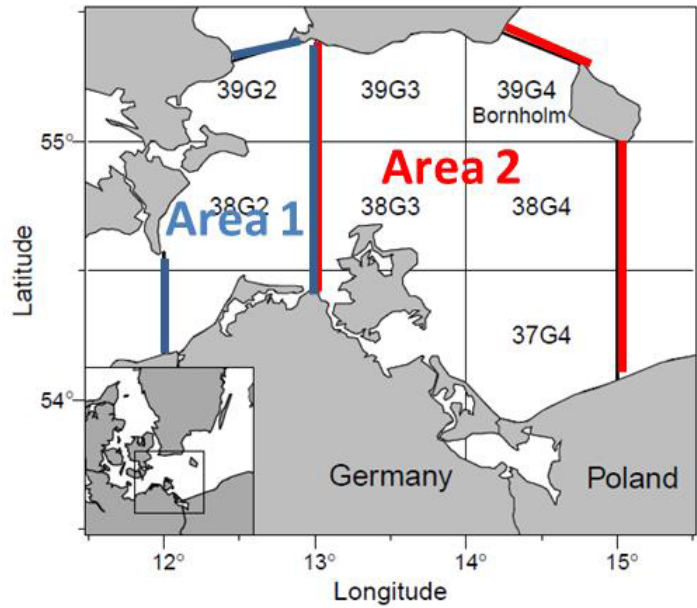 39G2
39G3
39G4
Bornholm
55°
Area 2
Area 1
38G2
38G3
38G4
Latitude
37G4
54°
Germany
Poland
12°
13°
14°
15°
Longitude